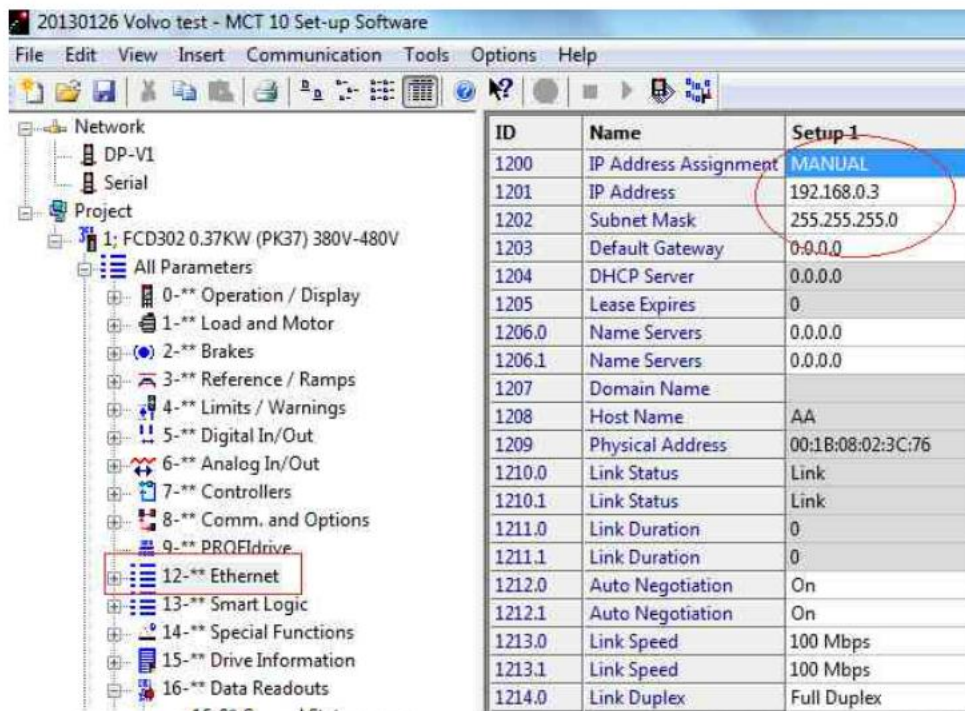 20130126 Volvo test - MCT 10 Set-up Software
File Edit View Insert Communication Tools Options Help
Network
DP-V1
Serial
Project
1; FCD302 0.37KW (PK37) 380V-480V
All Parameters
0-** Operation / Display
1-** Load and Motor
2-** Brakes
3-** Reference / Ramps
4-** Limits / Warnings
5-** Digital In/Out
6-** Analog In/Out
7-** Controllers
8-** Comm. and Options
9-** PROFIdrive
12-** Ethernet
13-** Smart Logic
14-** Special Functions
15-** Drive Information
16-** Data Readouts
ID Name Setup 1
1200 IP Address Assignment MANUAL
1201 IP Address 192.168.0.3
1202 Subnet Mask 255.255.255.0
1203 Default Gateway 0.0.0.0
1204 DHCP Server 0.0.0.0
1205 Lease Expires 0
1206.0 Name Servers 0.0.0.0
1206.1 Name Servers 0.0.0.0
1207 Domain Name
1208 Host Name AA
1209 Physical Address 00:1B:08:02:3C:76
1210.0 Link Status Link
1210.1 Link Status Link
1211.0 Link Duration 0
1211.1 Link Duration 0
1212.0 Auto Negotiation On
1212.1 Auto Negotiation On
1213.0 Link Speed 100 Mbps
1213.1 Link Speed 100 Mbps
1214.0 Link Duplex Full Duplex